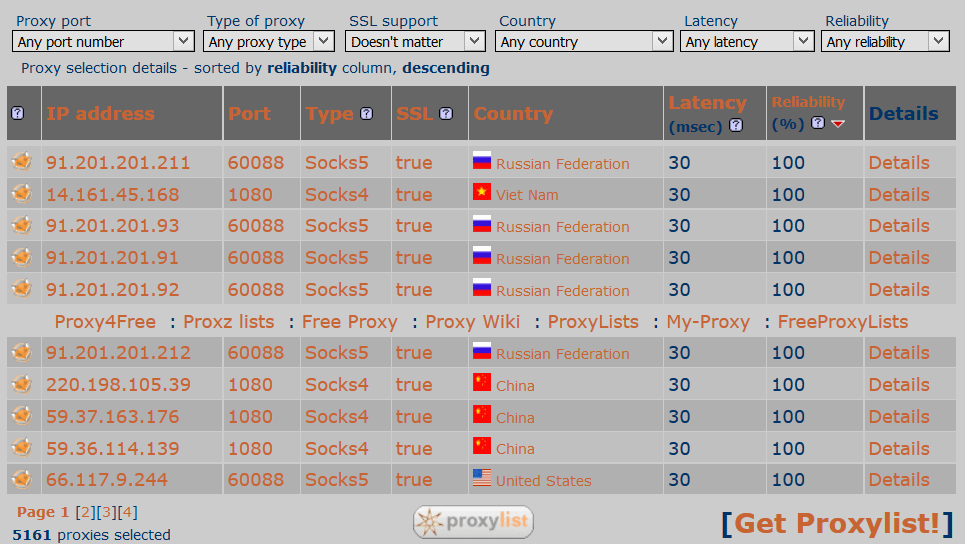 Proxy port Type of proxy SSL support Country Latency Reliability
Any port number Any proxy type Doesn't matter Any country Any latency Any reliability
Proxy selection details - sorted by reliability column, descending
? IP address Port Type ? SSL ? Country Latency (msec) ? Reliability (%) ? Details
91.201.201.211 60088 Socks5 true Russian Federation 30 100 Details
14.161.45.168 1080 Socks4 true Viet Nam 30 100 Details
91.201.201.93 60088 Socks5 true Russian Federation 30 100 Details
91.201.201.91 60088 Socks5 true Russian Federation 30 100 Details
91.201.201.92 60088 Socks5 true Russian Federation 30 100 Details
Proxy4Free : Proxz lists : Free Proxy : Proxy Wiki : ProxyLists : My-Proxy : FreeProxyLists
91.201.201.212 60088 Socks5 true Russian Federation 30 100 Details
220.198.105.39 1080 Socks4 true China 30 100 Details
59.37.163.176 1080 Socks4 true China 30 100 Details
59.36.114.139 1080 Socks4 true China 30 100 Details
66.117.9.244 60088 Socks5 true United States 30 100 Details
Page 1 [2][3][4]
5161 proxies selected
proxylist
[Get Proxylist!]